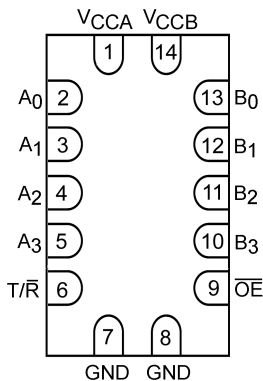 VCCA VCCB
1 14
A0 2 13 B0
A1 3 12 B1
A2 4 11 B2
A3 5 10 B3
T/R̅ 6 9 O̅E̅
7 8
GND GND